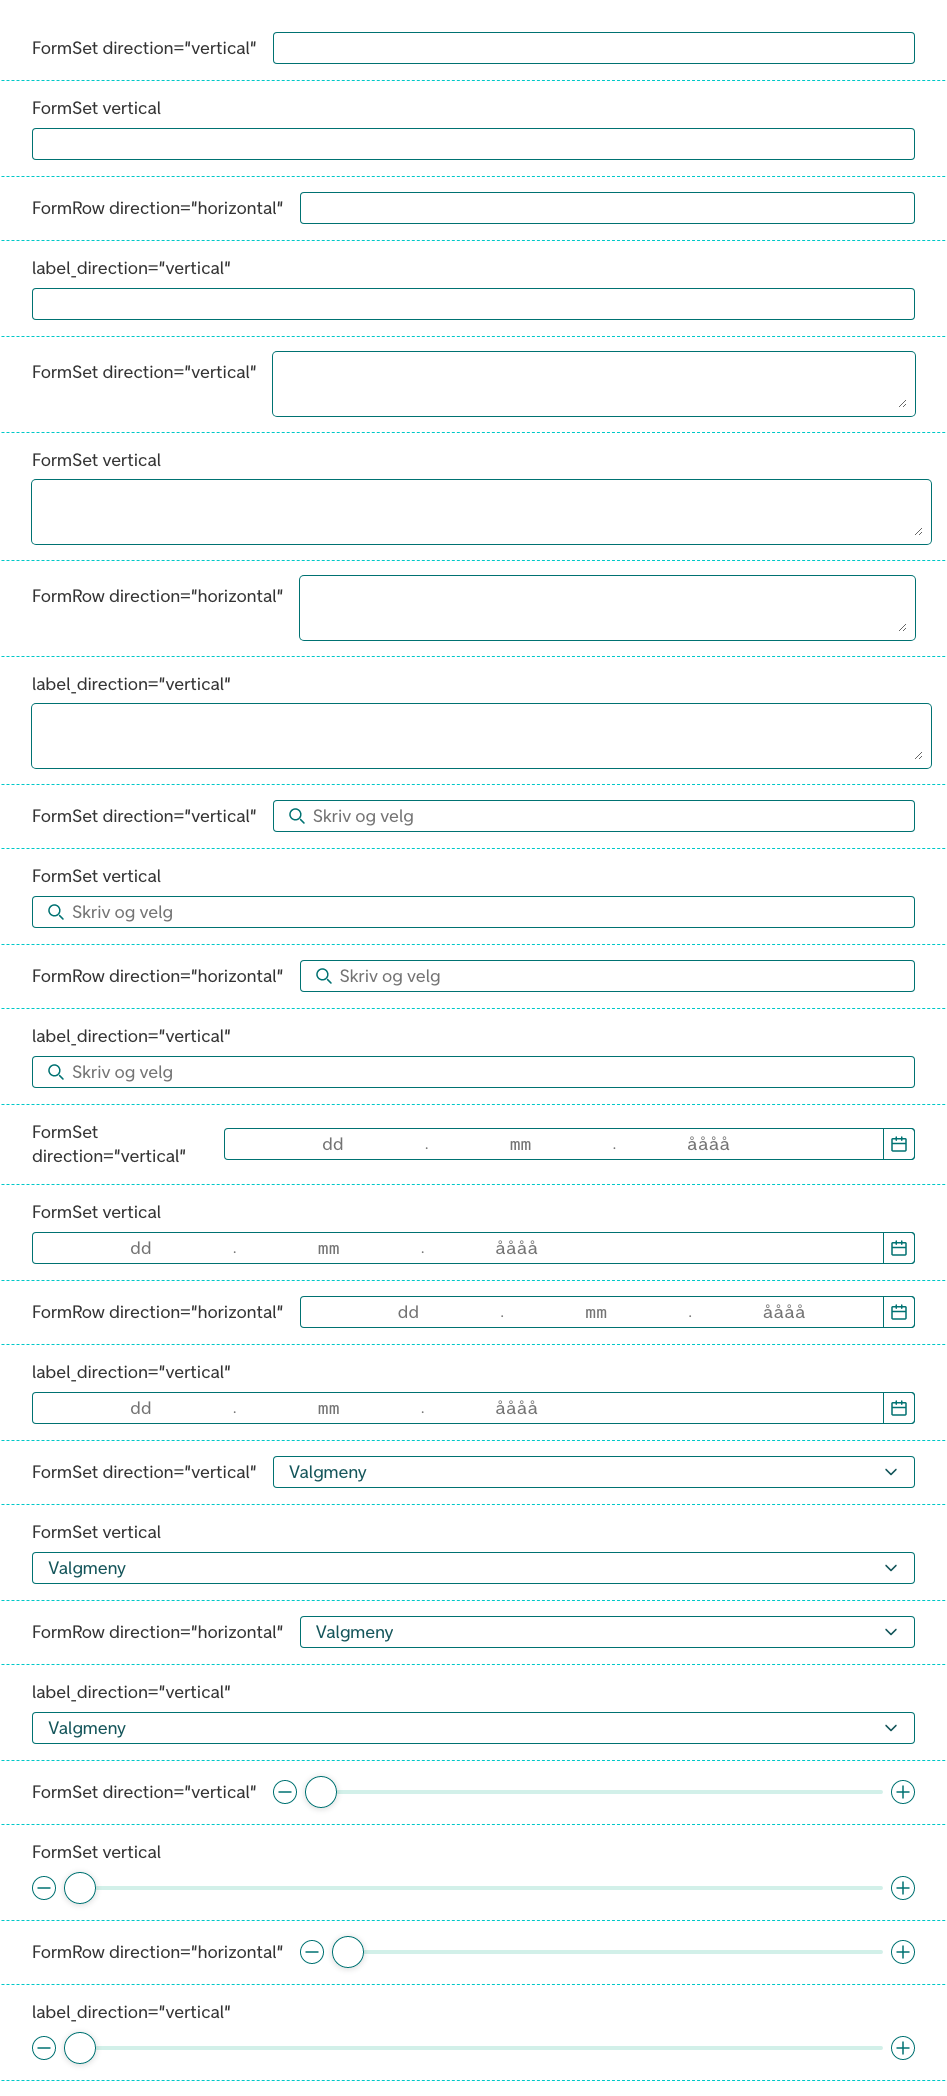 FormSet direction="vertical"
FormSet vertical
FormRow direction="horizontal"
label_direction="vertical"
FormSet direction="vertical"
FormSet vertical
FormRow direction="horizontal"
label_direction="vertical"
FormSet direction="vertical" Skriv og velg
FormSet vertical
Skriv og velg
FormRow direction="horizontal" Skriv og velg
label_direction="vertical"
Skriv og velg
FormSet
direction="vertical"
dd . mm . åååå
FormSet vertical
dd . mm . åååå
FormRow direction="horizontal" dd . mm . åååå
label_direction="vertical"
dd . mm . åååå
FormSet direction="vertical" Valgmeny
FormSet vertical
Valgmeny
FormRow direction="horizontal" Valgmeny
label_direction="vertical"
Valgmeny
FormSet direction="vertical"
FormSet vertical
FormRow direction="horizontal"
label_direction="vertical"